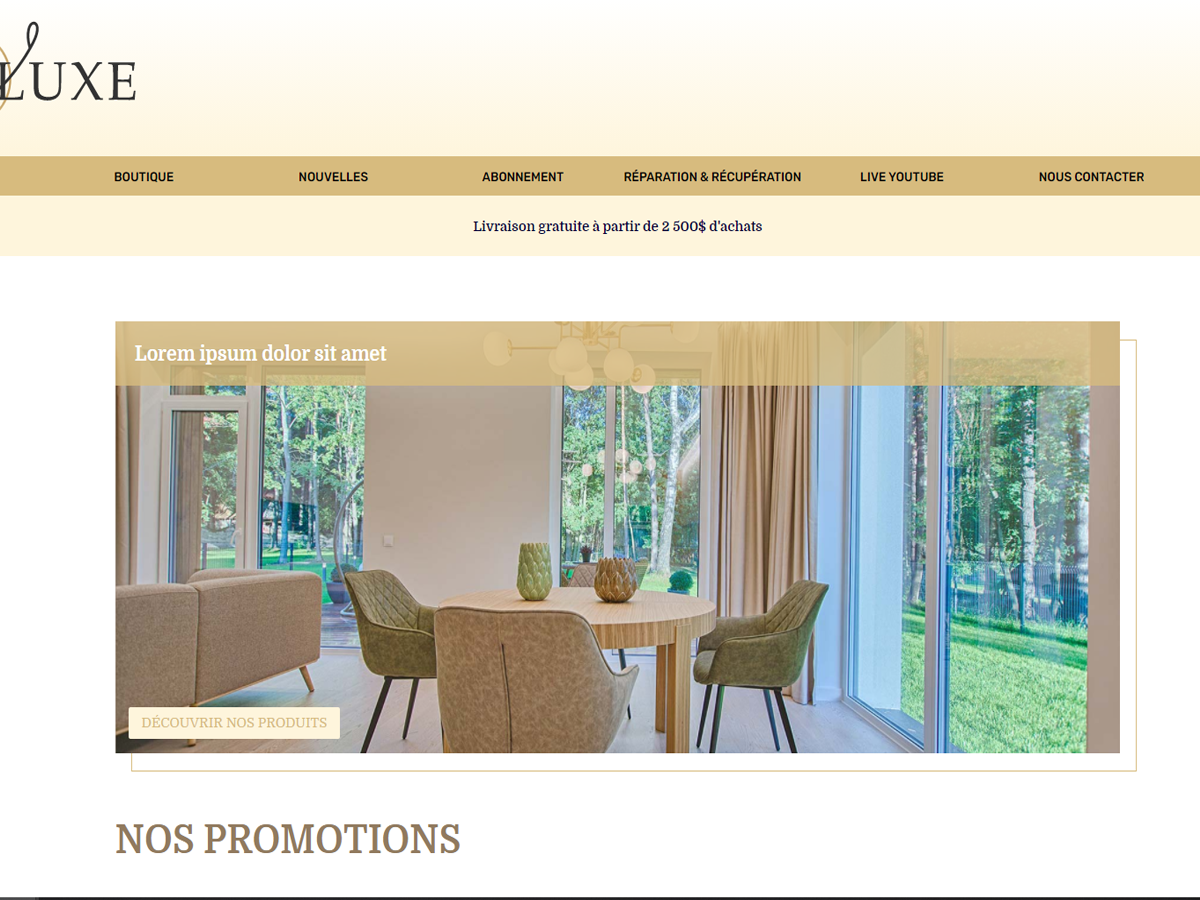 LUXE
BOUTIQUE NOUVELLES ABONNEMENT RÉPARATION & RÉCUPÉRATION LIVE YOUTUBE NOUS CONTACTER
Livraison gratuite à partir de 2 500$ d'achats
Lorem ipsum dolor sit amet
DÉCOUVRIR NOS PRODUITS
NOS PROMOTIONS